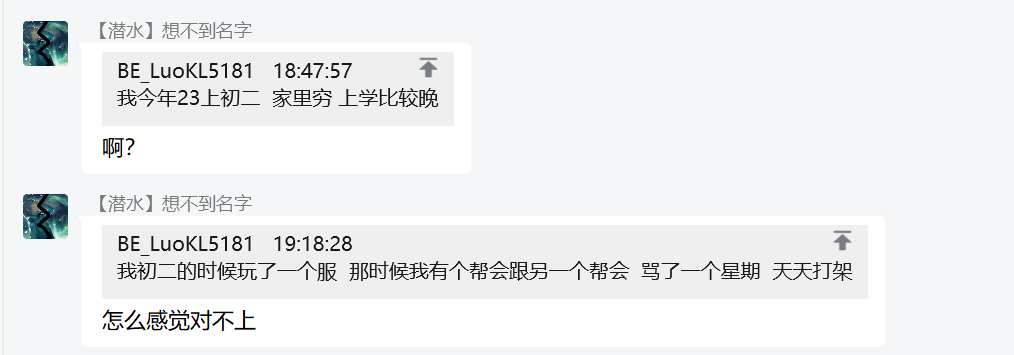 【潜水】想不到名字
BE_LuoKL5181 18:47:57
我今年23上初二 家里穷 上学比较晚
啊？
【潜水】想不到名字
BE_LuoKL5181 19:18:28
我初二的时候玩了一个服 那时候我有个帮会跟另一个帮会 骂了一个星期 天天打架
怎么感觉对不上